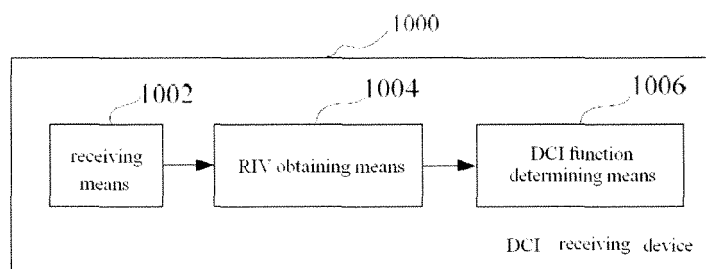 1000
1002
1004
1006
receiving
means
RIV obtaining means
DCI function
determining means
DCI receiving device